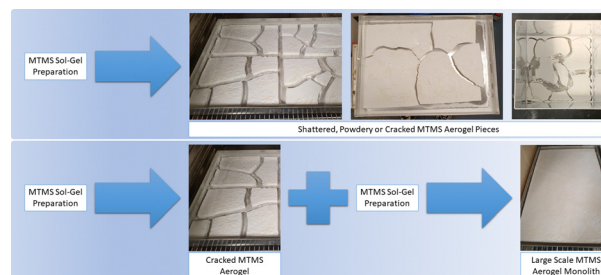 MTMS Sol-Gel
Preparation
Shattered, Powdery or Cracked MTMS Aerogel Pieces
MTMS Sol-Gel
Preparation
MTMS Sol-Gel
Preparation
Cracked MTMS
Aerogel
Large Scale MTMS
Aerogel Monolith